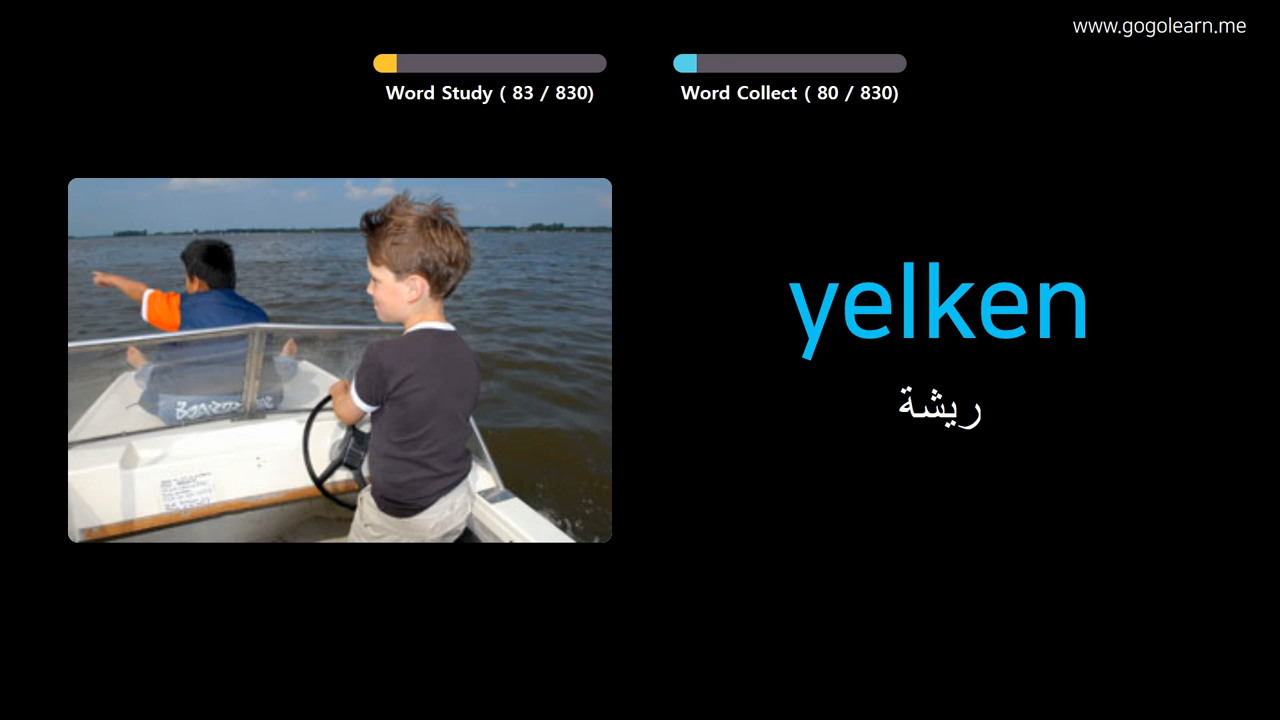 www.gogolearn.me
Word Study ( 83 / 830)
Word Collect ( 80 / 830)
yelken
ريشة